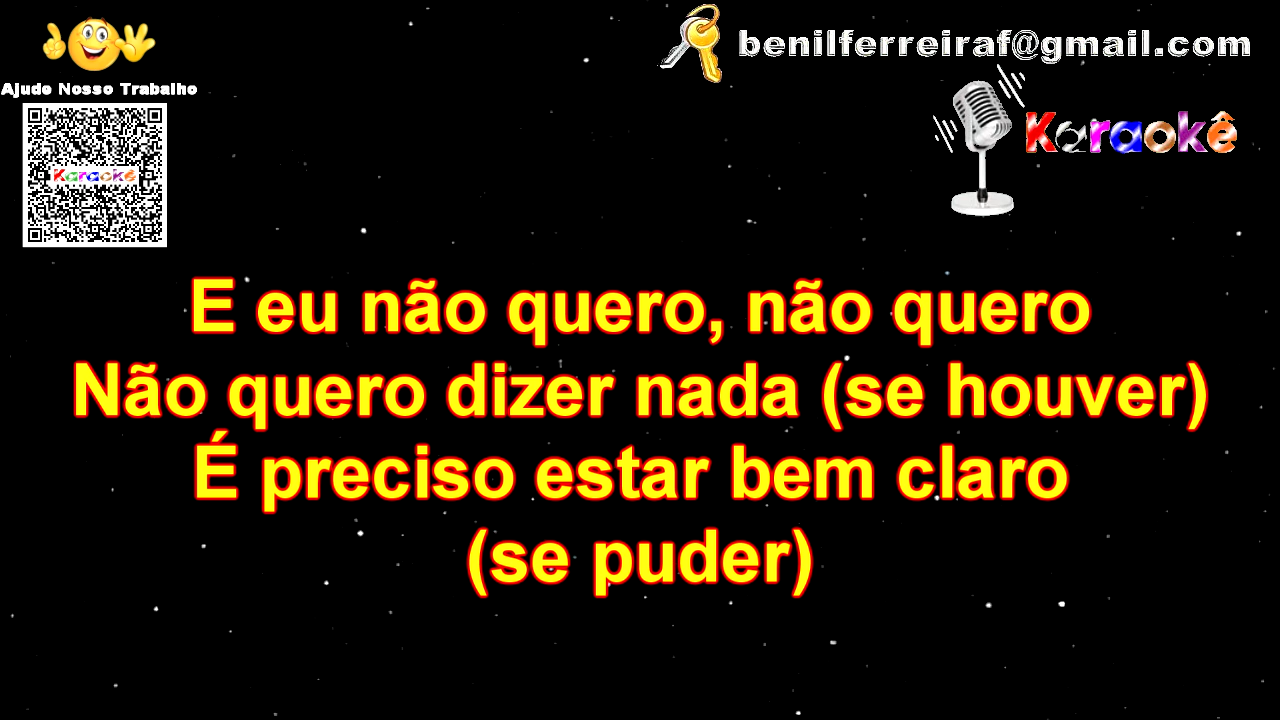 Ajude Nosso Trabalho
Karaokê
benilferreiraf@gmail.com
Karaokê
E eu não quero, não quero
Não quero dizer nada (se houver)
É preciso estar bem claro
(se puder)